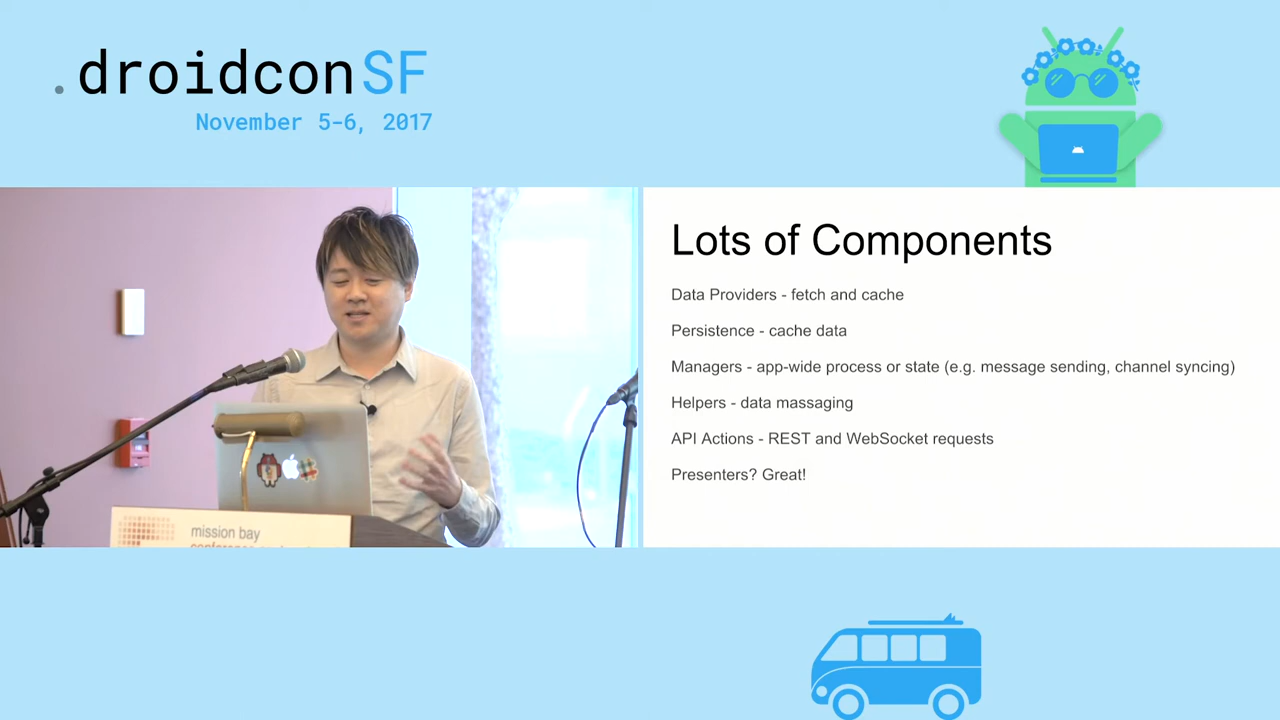 .droidconSF
November 5-6, 2017
Lots of Components
Data Providers - fetch and cache
Persistence - cache data
Managers - app-wide process or state (e.g. message sending, channel syncing)
Helpers - data massaging
API Actions - REST and WebSocket requests
Presenters? Great!
mission bay